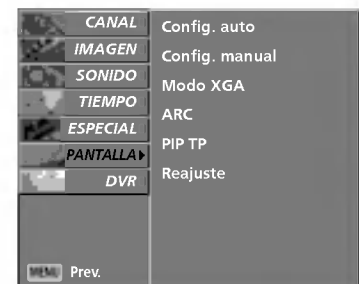 CANAL
IMAGEN
SONIDO
TIEMPO
ESPECIAL
PANTALLA
DVR
Config. auto
Config. manual
Modo XGA
ARC
PIP TP
Reajuste
MENU Prev.